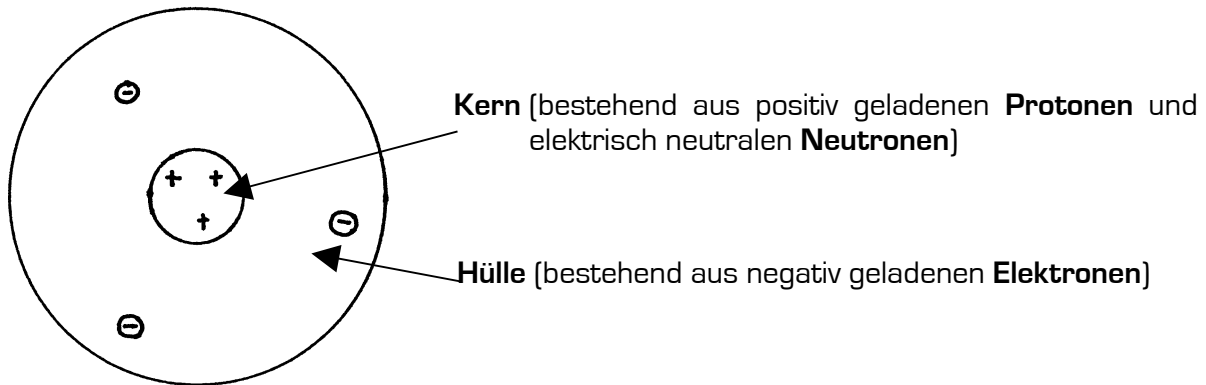 Kern (bestehend aus positiv geladenen Protonen und
elektrisch neutralen Neutronen)
Hülle (bestehend aus negativ geladenen Elektronen)
-
+ +
+
-
-